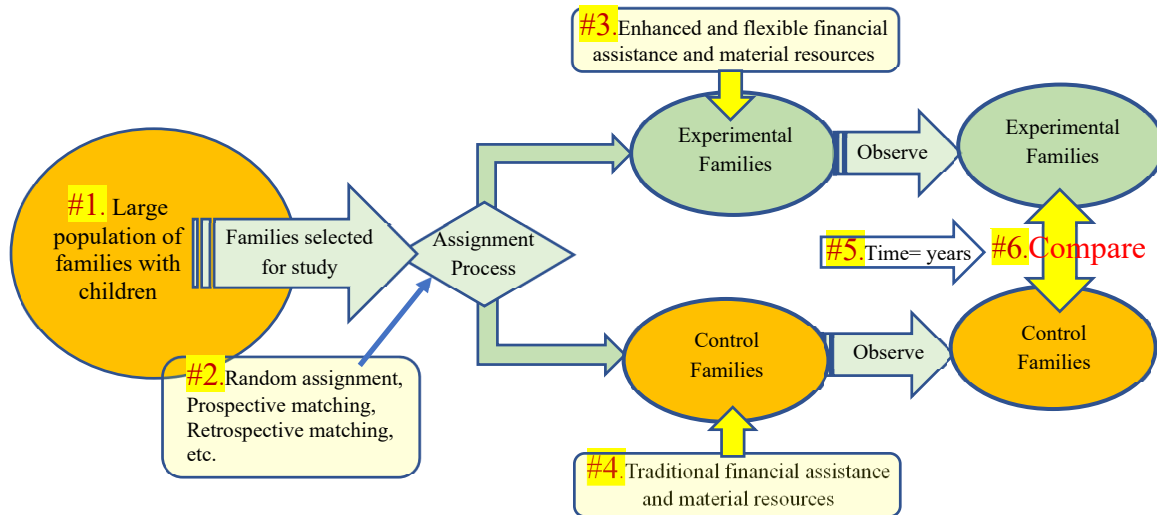 #3.Enhanced and flexible financial
assistance and material resources
Experimental
Families
Observe
Experimental
Families
#1. Large
population of
families with
children
Families selected
for study
Assignment
Process
#5.Time= years
#6.Compare
#2.Random assignment,
Prospective matching,
Retrospective matching,
etc.
Control
Families
Observe
Control
Families
#4.Traditional financial assistance
and material resources